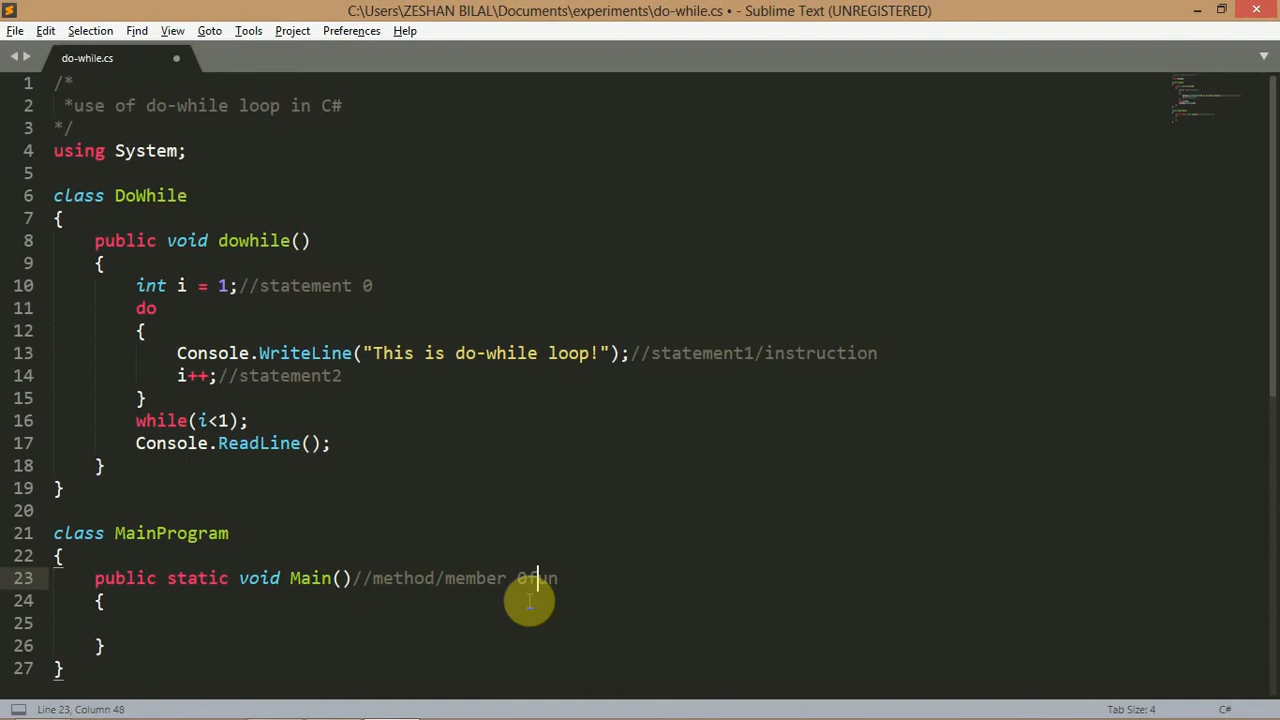 C:\Users\ZESHAN BILAL\Documents\experiments\do-while.cs • - Sublime Text (UNREGISTERED)
File Edit Selection Find View Goto Tools Project Preferences Help
do-while.cs
1 /*
2  *use of do-while loop in C#
3 */
4 using System;
5
6 class DoWhile
7 {
8     public void dowhile()
9     {
10         int i = 1;//statement 0
11         do
12         {
13             Console.WriteLine("This is do-while loop!");//statement1/instruction
14             i++;//statement2
15         }
16         while(i<1);
17         Console.ReadLine();
18     }
19 }
20
21 class MainProgram
22 {
23     public static void Main()//method/member 0fun
24     {
25
26     }
27 }
Line 23, Column 48 Tab Size: 4 C#